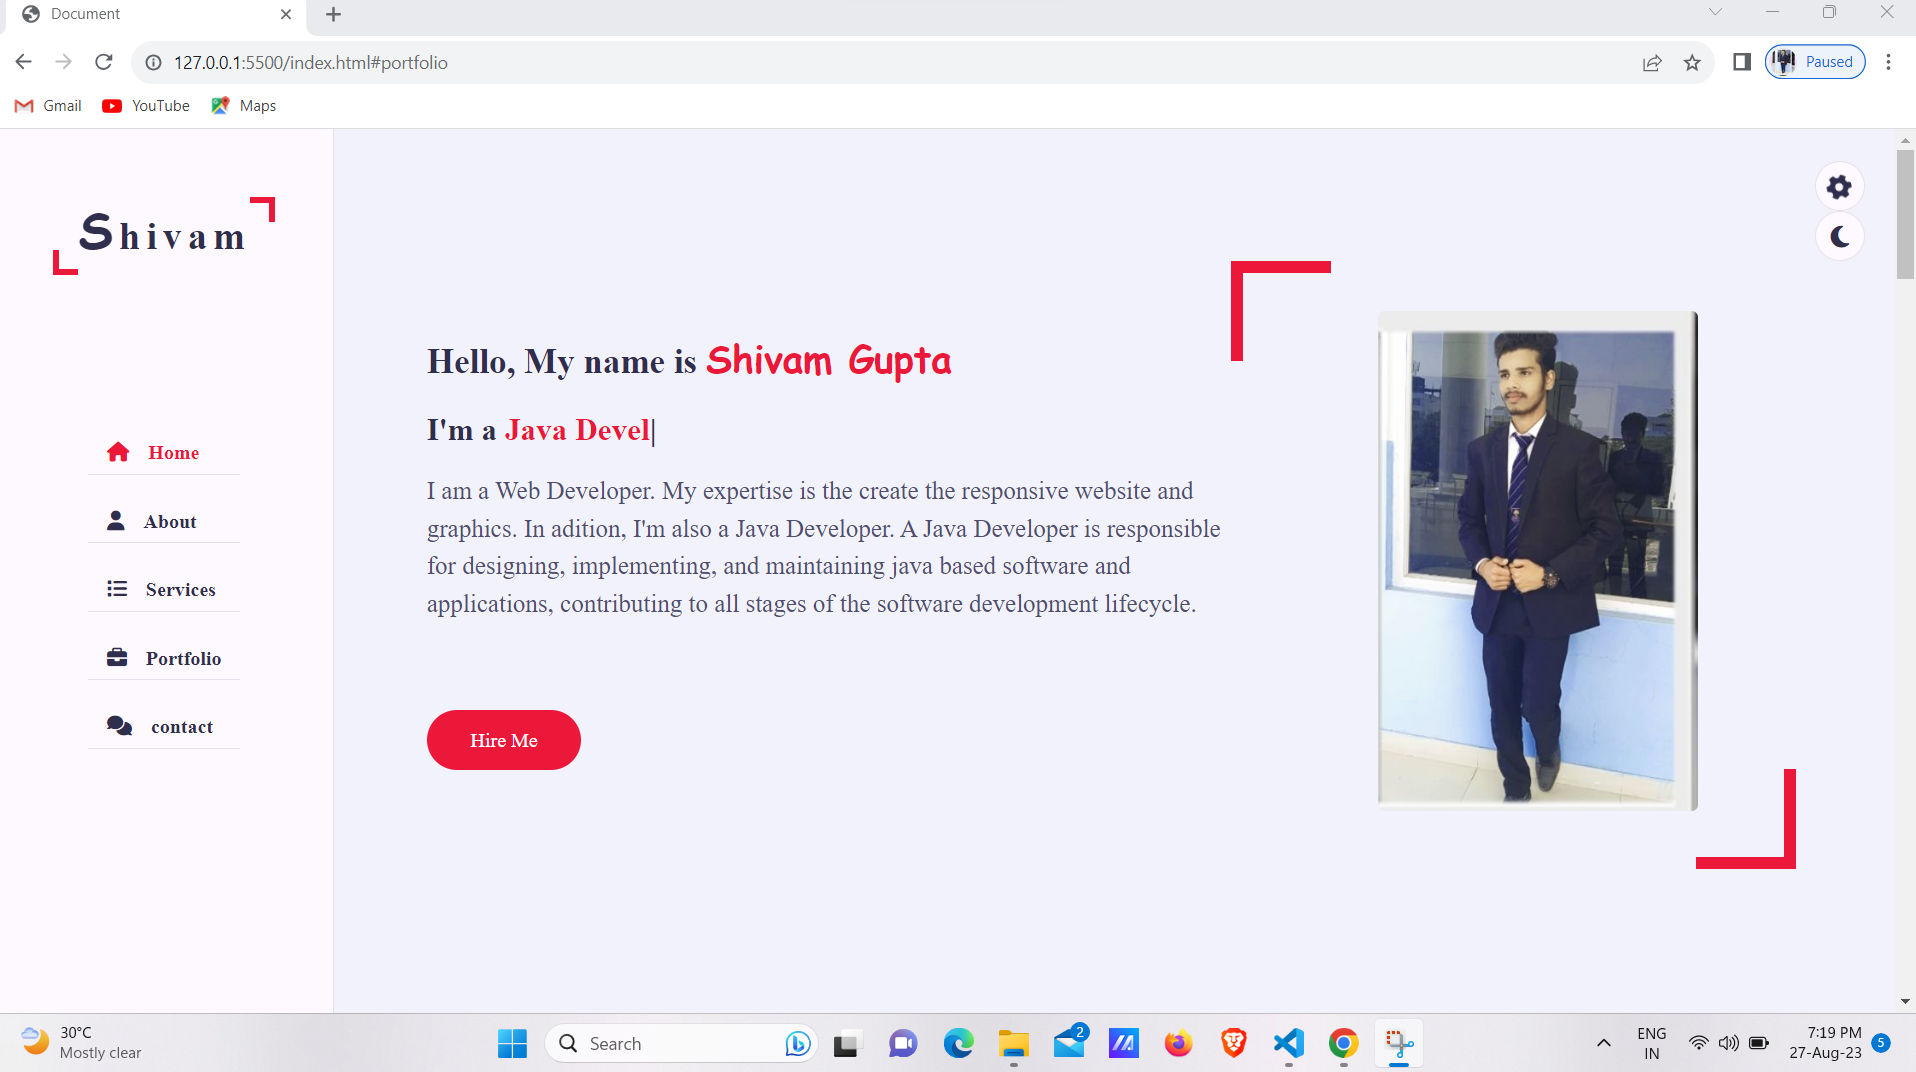 Document
127.0.0.1:5500/index.html#portfolio
Paused
Gmail YouTube Maps
Shivam
Home
About
Services
Portfolio
contact
Hello, My name is Shivam Gupta
I'm a Java Devel|
I am a Web Developer. My expertise is the create the responsive website and
graphics. In adition, I'm also a Java Developer. A Java Developer is responsible
for designing, implementing, and maintaining java based software and
applications, contributing to all stages of the software development lifecycle.
Hire Me
30°C
Mostly clear
Search
2
ENG
IN
7:19 PM
27-Aug-23
5